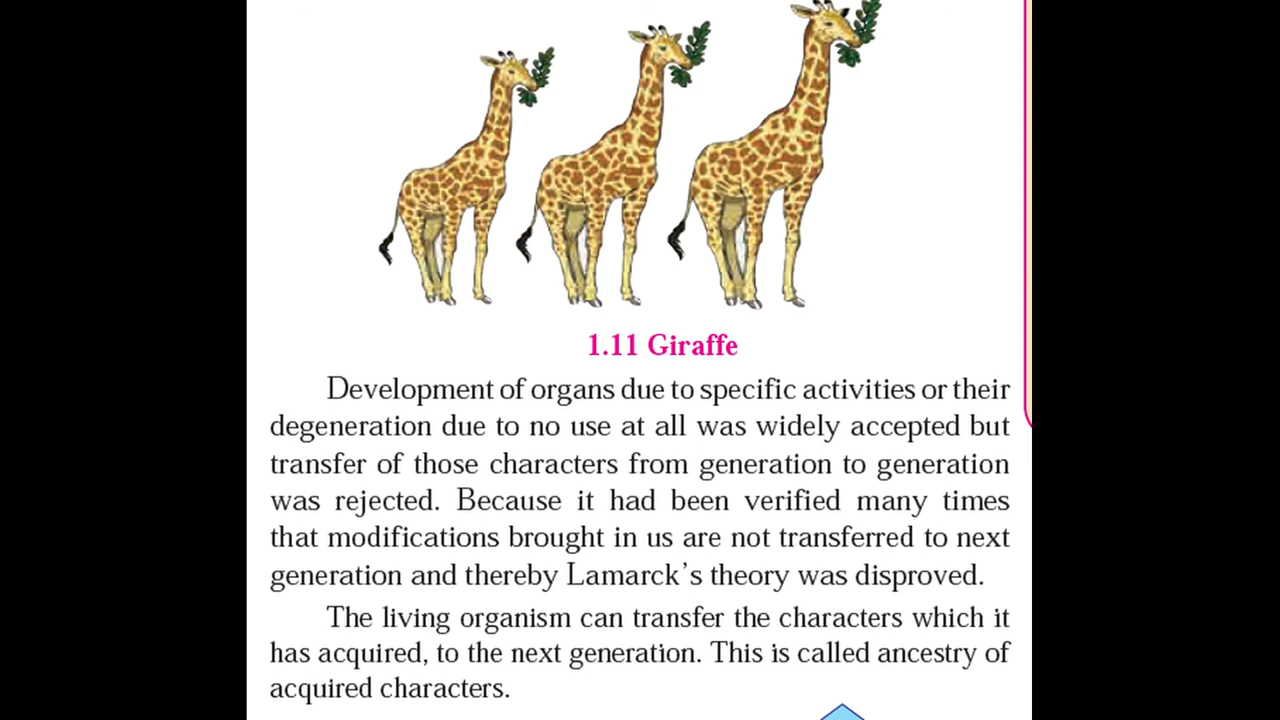 1.11 Giraffe
Development of organs due to specific activities or their
degeneration due to no use at all was widely accepted but
transfer of those characters from generation to generation
was rejected. Because it had been verified many times
that modifications brought in us are not transferred to next
generation and thereby Lamarck's theory was disproved.
The living organism can transfer the characters which it
has acquired, to the next generation. This is called ancestry of
acquired characters.